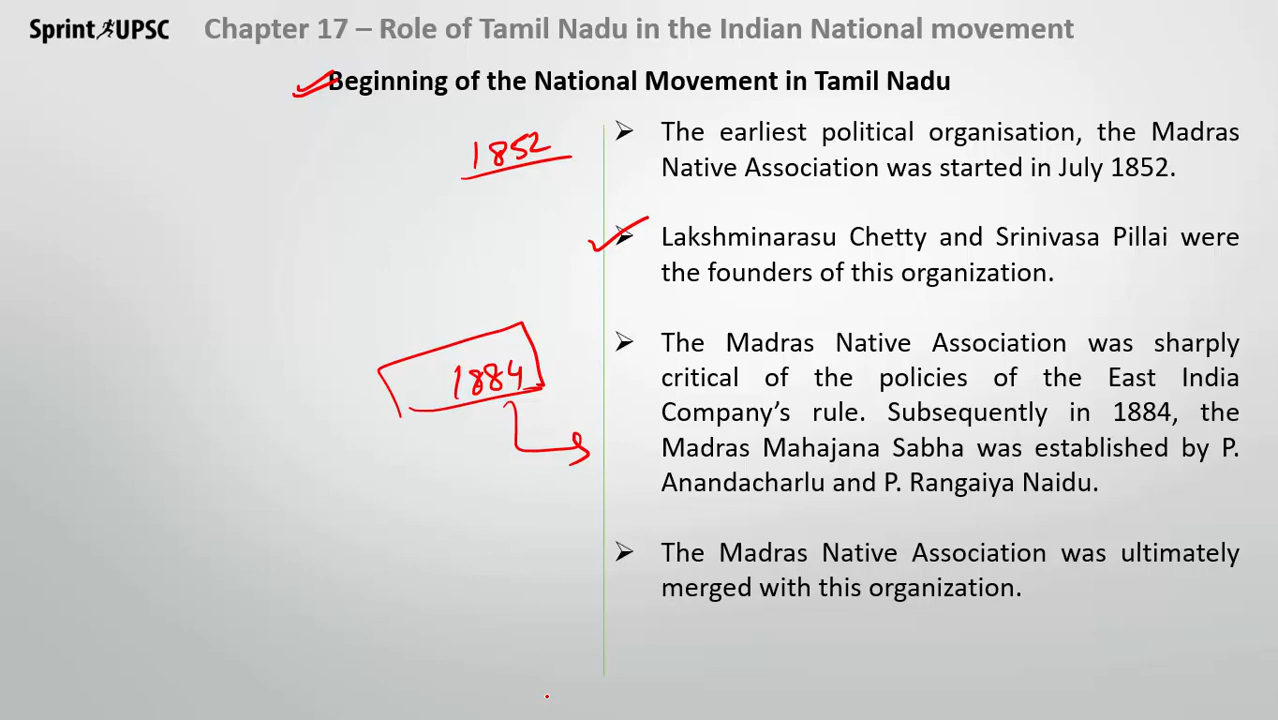 Sprint UPSC
Chapter 17 – Role of Tamil Nadu in the Indian National movement
Beginning of the National Movement in Tamil Nadu
1852
➢ The earliest political organisation, the Madras
Native Association was started in July 1852.
➢ Lakshminarasu Chetty and Srinivasa Pillai were
the founders of this organization.
1884
➢ The Madras Native Association was sharply
critical of the policies of the East India
Company's rule. Subsequently in 1884, the
Madras Mahajana Sabha was established by P.
Anandacharlu and P. Rangaiya Naidu.
➢ The Madras Native Association was ultimately
merged with this organization.